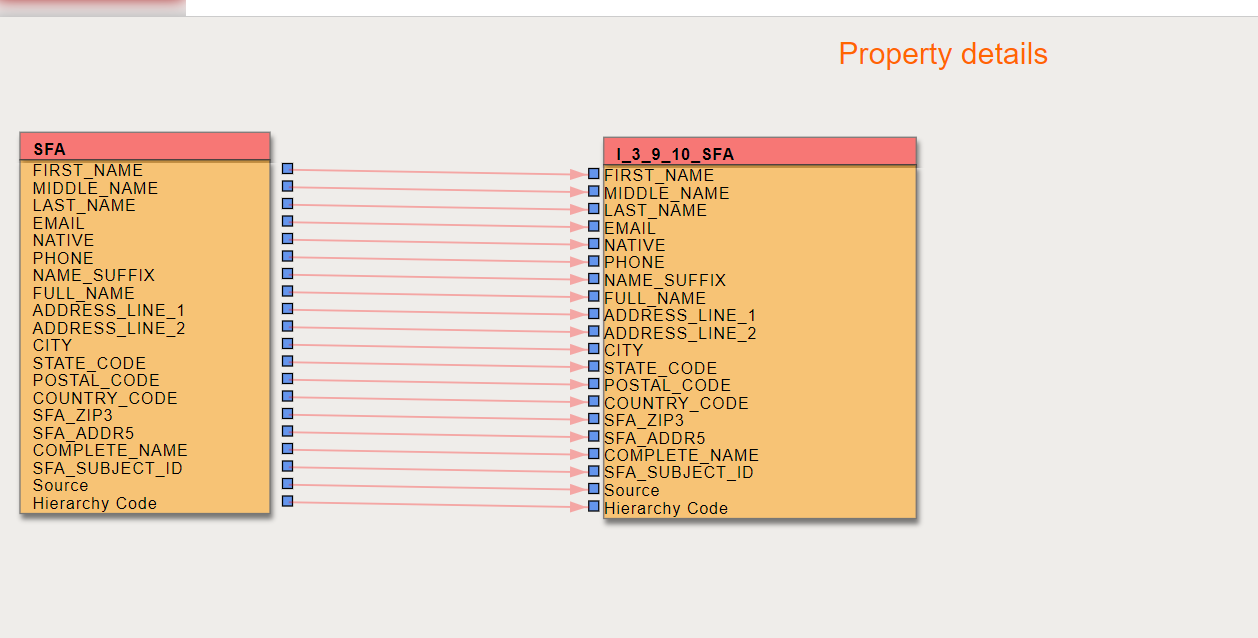 Property details
SFA
FIRST_NAME
MIDDLE_NAME
LAST_NAME
EMAIL
NATIVE
PHONE
NAME_SUFFIX
FULL_NAME
ADDRESS_LINE_1
ADDRESS_LINE_2
CITY
STATE_CODE
POSTAL_CODE
COUNTRY_CODE
SFA_ZIP3
SFA_ADDR5
COMPLETE_NAME
SFA_SUBJECT_ID
Source
Hierarchy Code
I_3_9_10_SFA
FIRST_NAME
MIDDLE_NAME
LAST_NAME
EMAIL
NATIVE
PHONE
NAME_SUFFIX
FULL_NAME
ADDRESS_LINE_1
ADDRESS_LINE_2
CITY
STATE_CODE
POSTAL_CODE
COUNTRY_CODE
SFA_ZIP3
SFA_ADDR5
COMPLETE_NAME
SFA_SUBJECT_ID
Source
Hierarchy Code